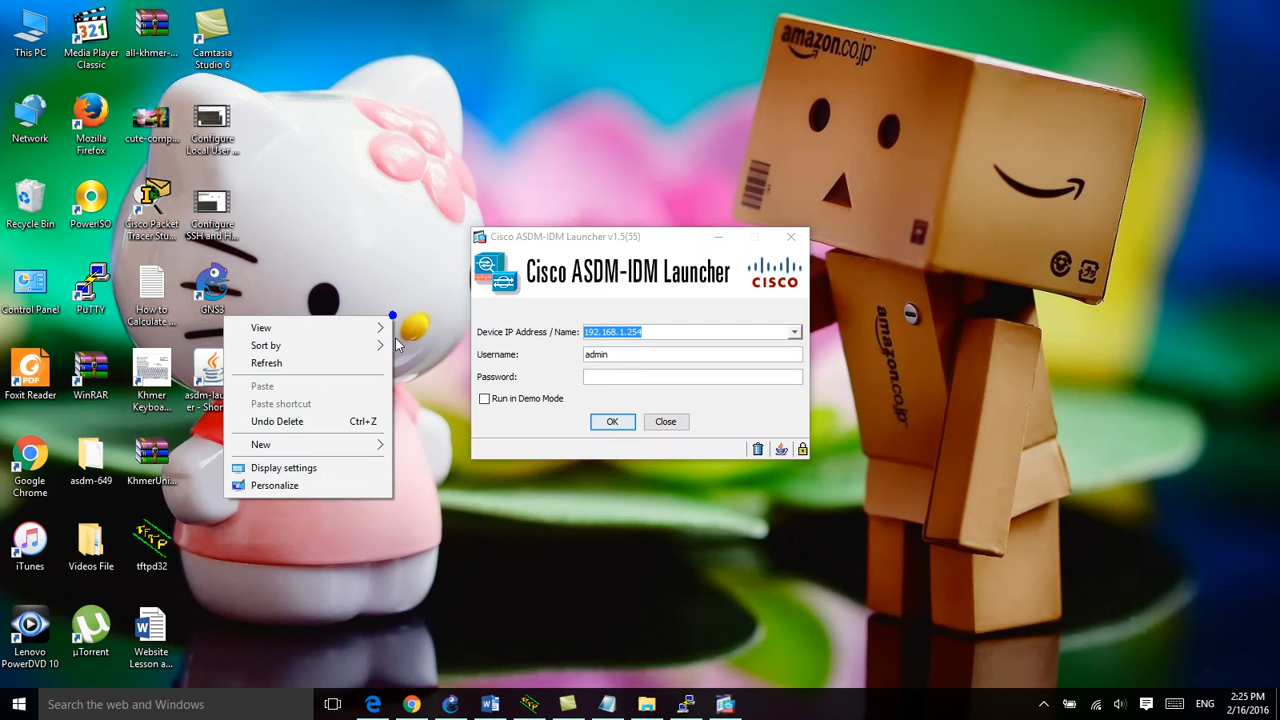 This PC
Media Player
Classic
all-khmer-...
Camtasia
Studio 6
Network
Mozilla
Firefox
cute-comp...
Configure
Local User ...
Recycle Bin
PowerISO
Cisco Packet
Tracer Stu...
Configure
SSH and H...
Control Panel
PuTTY
How to
Calculate ...
GNS3
Foxit Reader
WinRAR
Khmer
Keyboa...
asdm-lau...
er - Shor...
Google
Chrome
asdm-649
KhmerUni...
iTunes
Videos File
tftpd32
Lenovo
PowerDVD 10
µTorrent
Website
Lesson a...
View
Sort by
Refresh
Paste
Paste shortcut
Undo Delete Ctrl+Z
New
Display settings
Personalize
Cisco ASDM-IDM Launcher v1.5(55)
Cisco ASDM-IDM Launcher
CISCO
Device IP Address / Name: 192.168.1.254
Username: admin
Password:
Run in Demo Mode
OK Close
amazon.co.jp
amazon.co.jp
Search the web and Windows
ENG
2:25 PM
2/16/2016